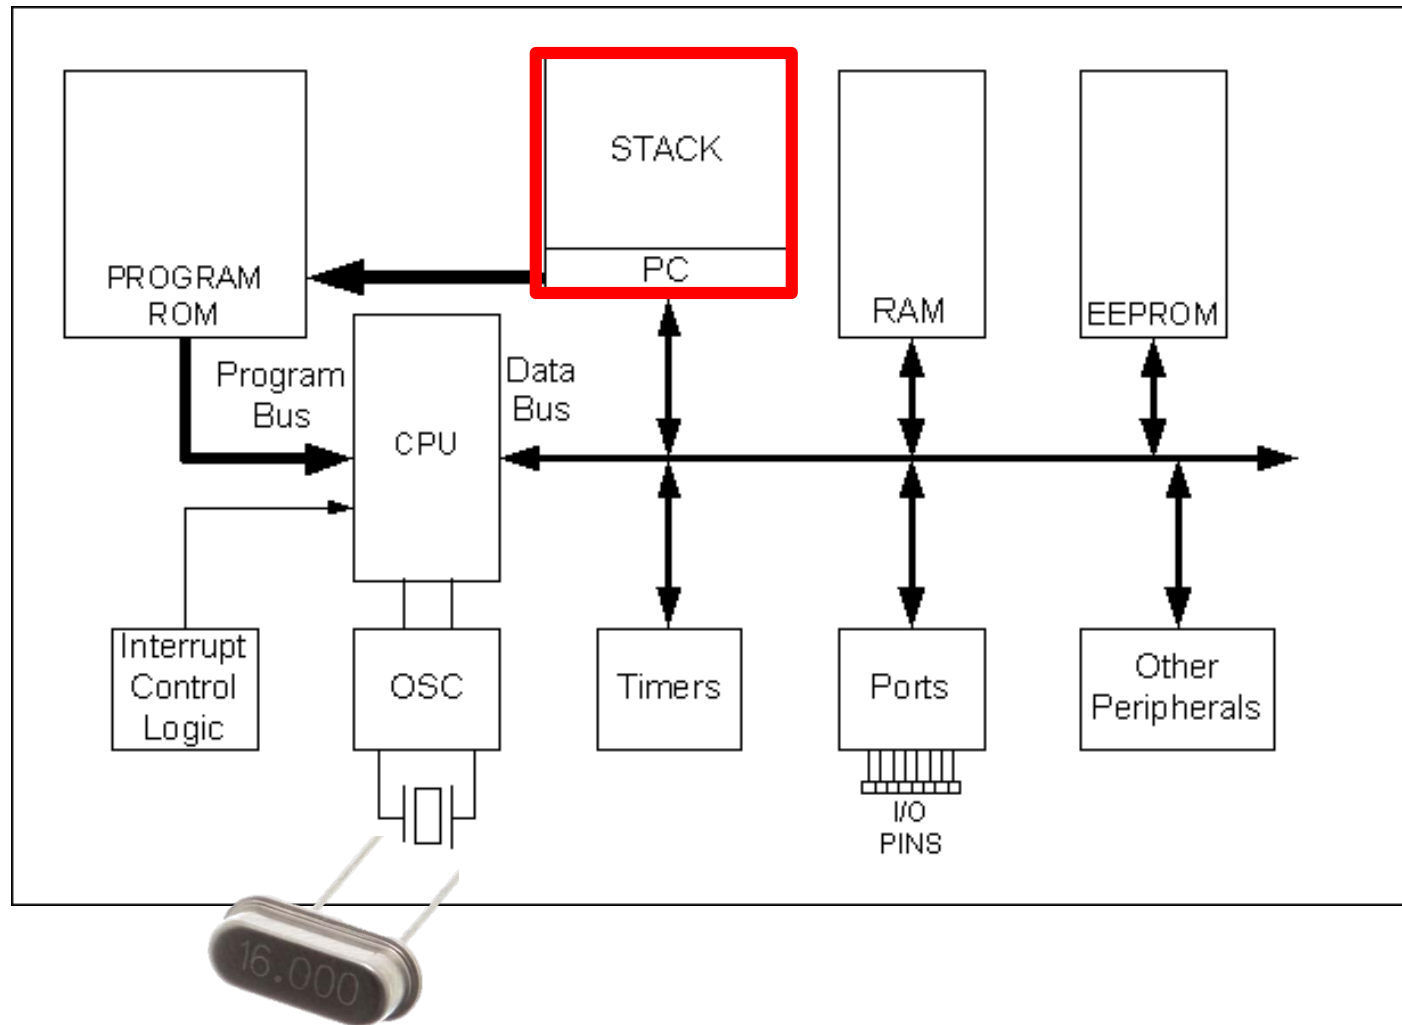 STACK
PC
PROGRAM
ROM
RAM
EEPROM
Program
Bus
Data
Bus
CPU
Interrupt
Control
Logic
OSC
Timers
Ports
Other
Peripherals
I/O
PINS
16.000